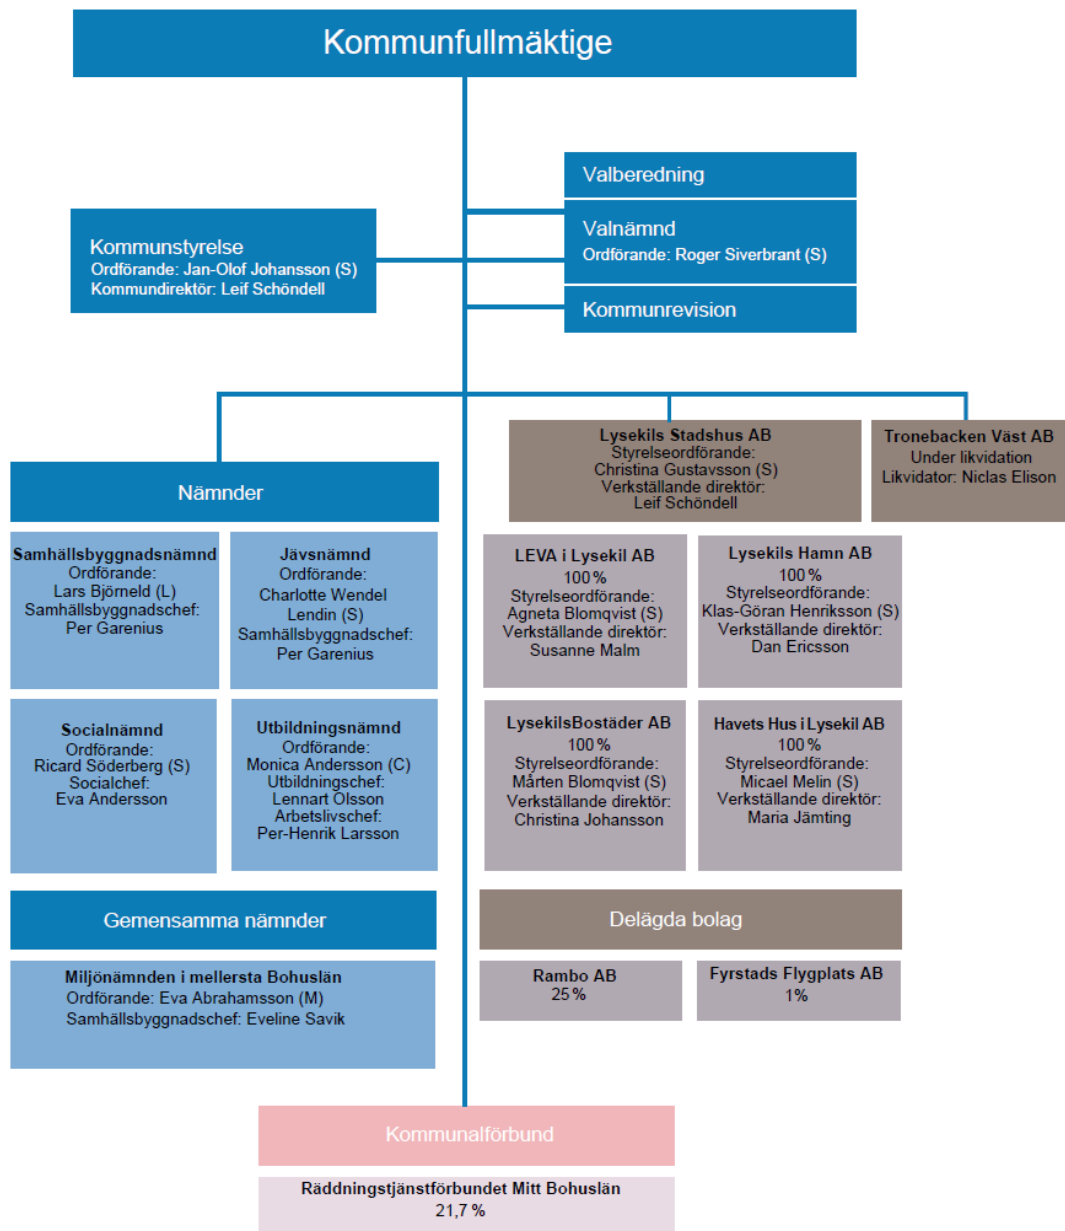 Kommunfullmäktige
Valberedning
Valnämnd
Ordförande: Roger Siverbrant (S)
Kommunrevision
Kommunstyrelse
Ordförande: Jan-Olof Johansson (S)
Kommundirektör: Leif Schöndell
Nämnder
Samhällsbyggnadsnämnd
Ordförande:
Lars Björneld (L)
Samhällsbyggnadschef:
Per Garenius
Jävsnämnd
Ordförande:
Charlotte Wendel
Lendin (S)
Samhällsbyggnadschef:
Per Garenius
Socialnämnd
Ordförande:
Ricard Söderberg (S)
Socialchef:
Eva Andersson
Utbildningsnämnd
Ordförande:
Monica Andersson (C)
Utbildningschef:
Lennart Olsson
Arbetslivschef:
Per-Henrik Larsson
Gemensamma nämnder
Miljönämnden i mellersta Bohuslän
Ordförande: Eva Abrahamsson (M)
Samhällsbyggnadschef: Eveline Savik
Lysekils Stadshus AB
Styrelseordförande:
Christina Gustavsson (S)
Verkställande direktör:
Leif Schöndell
Tronebacken Väst AB
Under likvidation
Likvidator: Niclas Elison
LEVA i Lysekil AB
100 %
Styrelseordförande:
Agneta Blomqvist (S)
Verkställande direktör:
Susanne Malm
Lysekils Hamn AB
100 %
Styrelseordförande:
Klas-Göran Henriksson (S)
Verkställande direktör:
Dan Ericsson
LysekilsBostäder AB
100 %
Styrelseordförande:
Mårten Blomqvist (S)
Verkställande direktör:
Christina Johansson
Havets Hus i Lysekil AB
100 %
Styrelseordförande:
Micael Melin (S)
Verkställande direktör:
Maria Jämting
Delägda bolag
Rambo AB
25 %
Fyrstads Flygplats AB
1%
Kommunalförbund
Räddningstjänstförbundet Mitt Bohuslän
21,7 %